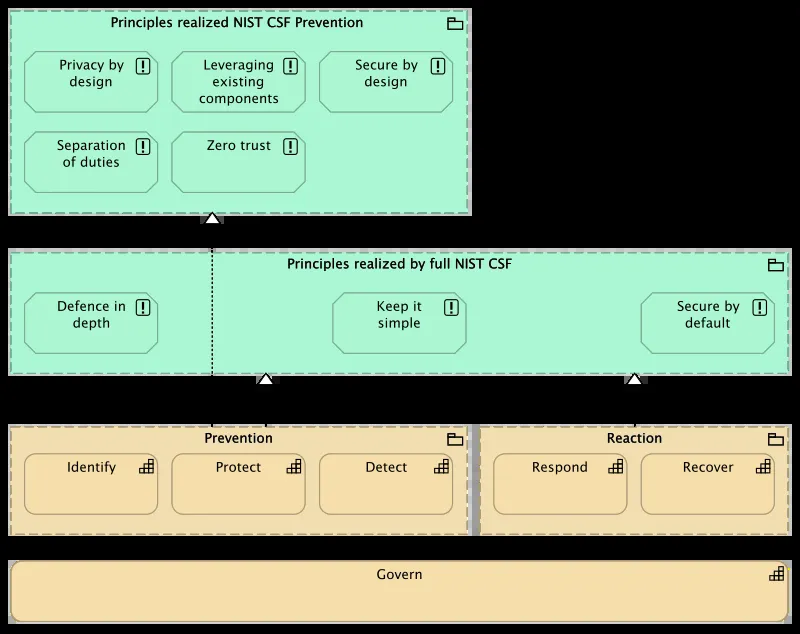 Principles realized NIST CSF Prevention
Privacy by
design
Leveraging
existing
components
Secure by
design
Separation
of duties
Zero trust
Principles realized by full NIST CSF
Defence in
depth
Keep it
simple
Secure by
default
Prevention
Identify
Protect
Detect
Reaction
Respond
Recover
Govern